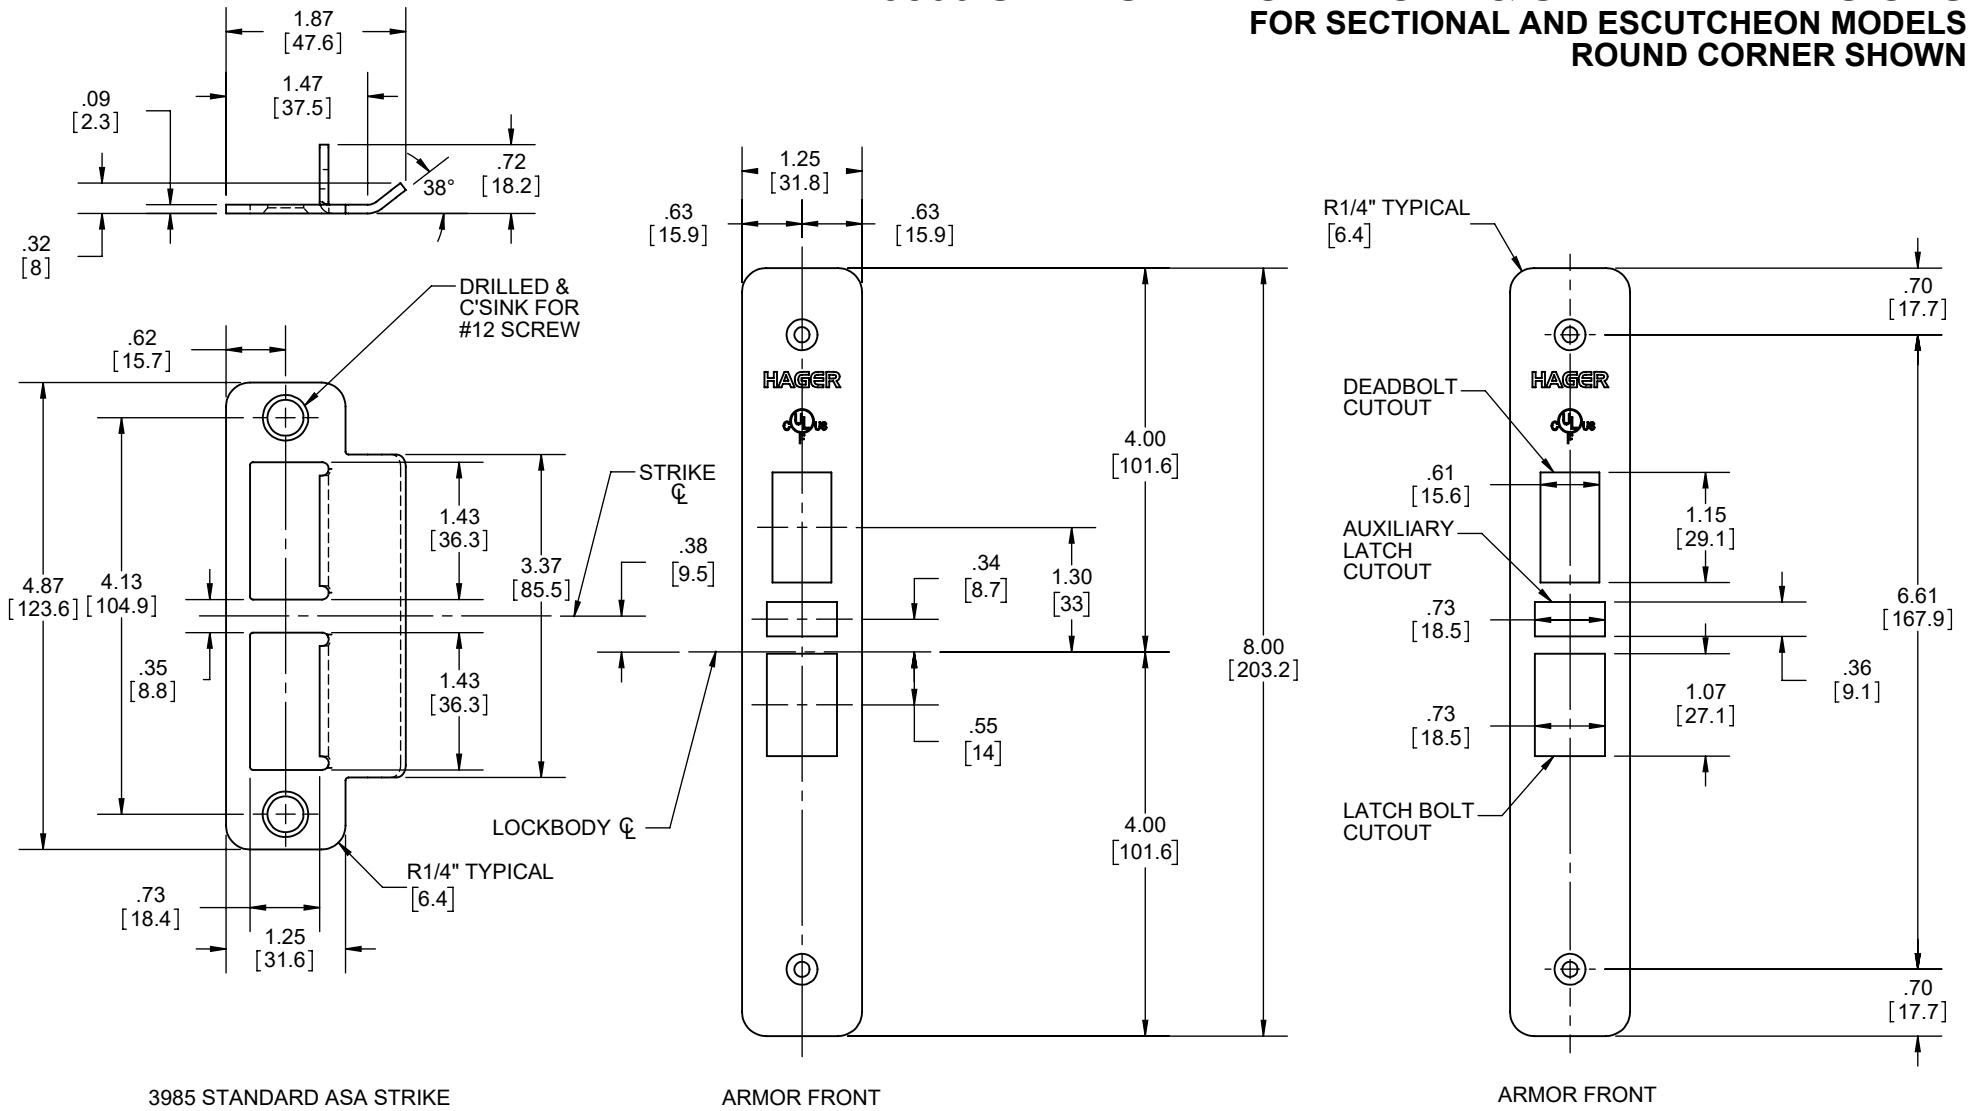 FOR SECTIONAL AND ESCUTCHEON MODELS
ROUND CORNER SHOWN
1.87
[47.6]
1.47
[37.5]
.09
[2.3]
.72
[18.2]
38°
.32
[8]
DRILLED &
C'SINK FOR
#12 SCREW
.62
[15.7]
1.43
[36.3]
4.87
[123.6]
4.13
[104.9]
3.37
[85.5]
.35
[8.8]
1.43
[36.3]
R1/4" TYPICAL
[6.4]
.73
[18.4]
1.25
[31.6]
3985 STANDARD ASA STRIKE
STRIKE
℄
.38
[9.5]
LOCKBODY ℄
1.25
[31.8]
.63
[15.9]
.63
[15.9]
HAGER
C UL US
F
4.00
[101.6]
.34
[8.7]
1.30
[33]
8.00
[203.2]
.55
[14]
4.00
[101.6]
ARMOR FRONT
R1/4" TYPICAL
[6.4]
.70
[17.7]
HAGER
C UL US
F
DEADBOLT
CUTOUT
.61
[15.6]
1.15
[29.1]
AUXILIARY
LATCH
CUTOUT
.73
[18.5]
6.61
[167.9]
.36
[9.1]
1.07
[27.1]
.73
[18.5]
LATCH BOLT
CUTOUT
.70
[17.7]
ARMOR FRONT